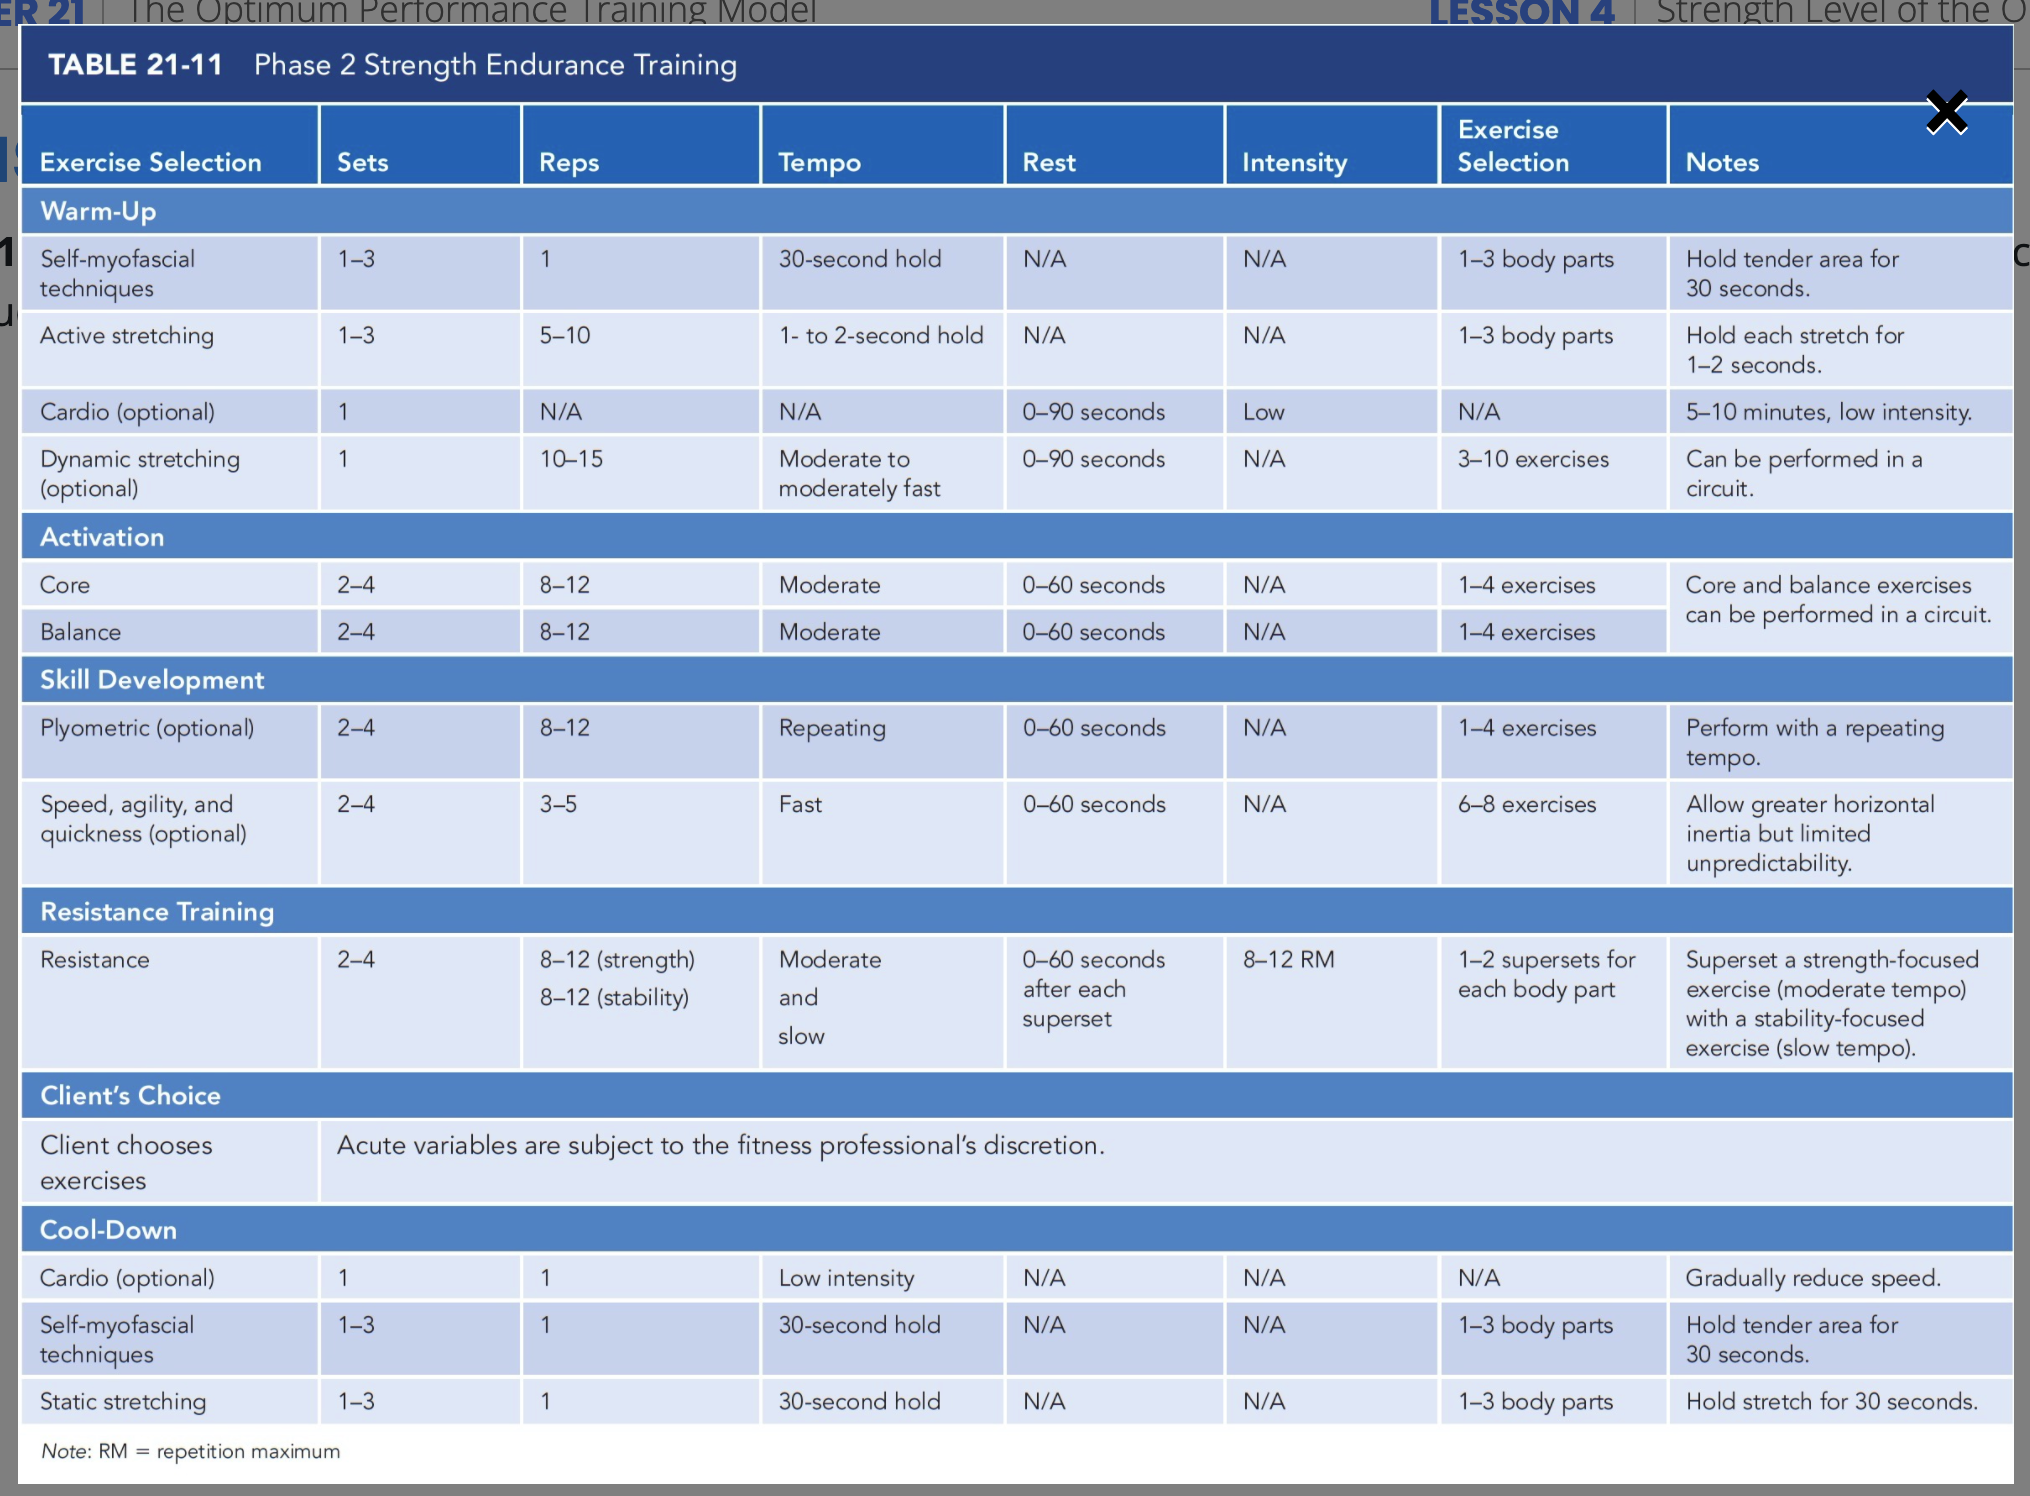 ER 21 | The Optimum Performance Training Model
LESSON 4 | Strength Level of the O
TABLE 21-11 Phase 2 Strength Endurance Training
Exercise Selection Sets Reps Tempo Rest Intensity Exercise Selection Notes
Warm-Up
Self-myofascial techniques 1–3 1 30-second hold N/A N/A 1–3 body parts Hold tender area for 30 seconds.
Active stretching 1–3 5–10 1- to 2-second hold N/A N/A 1–3 body parts Hold each stretch for 1–2 seconds.
Cardio (optional) 1 N/A N/A 0–90 seconds Low N/A 5–10 minutes, low intensity.
Dynamic stretching (optional) 1 10–15 Moderate to moderately fast 0–90 seconds N/A 3–10 exercises Can be performed in a circuit.
Activation
Core 2–4 8–12 Moderate 0–60 seconds N/A 1–4 exercises Core and balance exercises can be performed in a circuit.
Balance 2–4 8–12 Moderate 0–60 seconds N/A 1–4 exercises
Skill Development
Plyometric (optional) 2–4 8–12 Repeating 0–60 seconds N/A 1–4 exercises Perform with a repeating tempo.
Speed, agility, and quickness (optional) 2–4 3–5 Fast 0–60 seconds N/A 6–8 exercises Allow greater horizontal inertia but limited unpredictability.
Resistance Training
Resistance 2–4 8–12 (strength) 8–12 (stability) Moderate and slow 0–60 seconds after each superset 8–12 RM 1–2 supersets for each body part Superset a strength-focused exercise (moderate tempo) with a stability-focused exercise (slow tempo).
Client’s Choice
Client chooses exercises Acute variables are subject to the fitness professional’s discretion.
Cool-Down
Cardio (optional) 1 1 Low intensity N/A N/A N/A Gradually reduce speed.
Self-myofascial techniques 1–3 1 30-second hold N/A N/A 1–3 body parts Hold tender area for 30 seconds.
Static stretching 1–3 1 30-second hold N/A N/A 1–3 body parts Hold stretch for 30 seconds.
Note: RM = repetition maximum